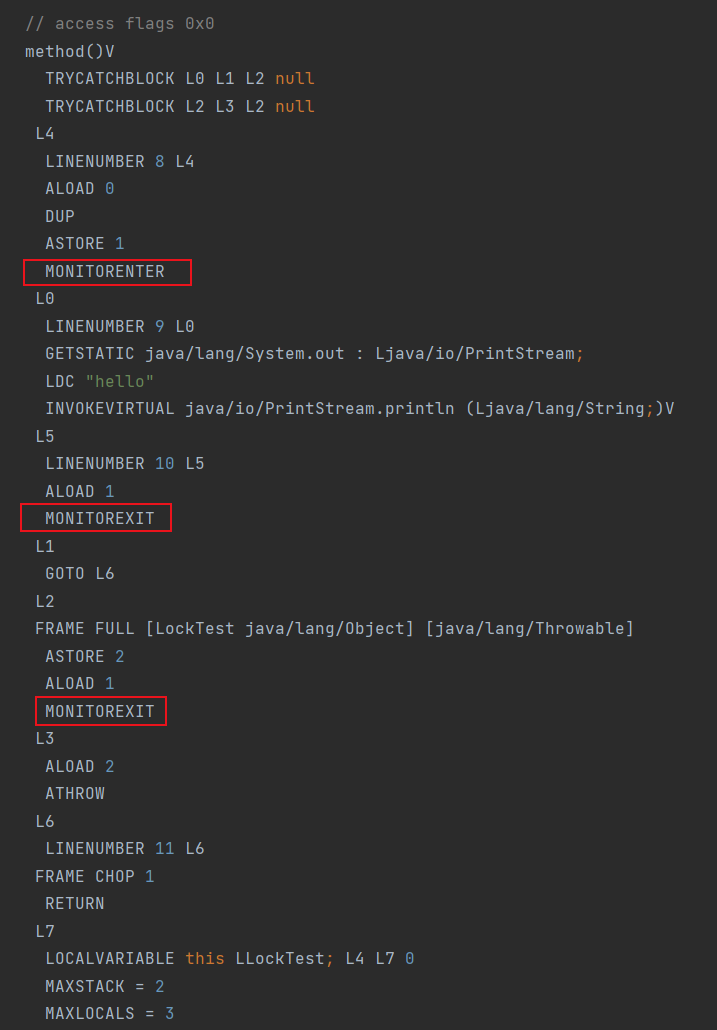 // access flags 0x0
method()V
TRYCATCHBLOCK L0 L1 L2 null
TRYCATCHBLOCK L2 L3 L2 null
L4
LINENUMBER 8 L4
ALOAD 0
DUP
ASTORE 1
MONITORENTER
L0
LINENUMBER 9 L0
GETSTATIC java/lang/System.out : Ljava/io/PrintStream;
LDC "hello"
INVOKEVIRTUAL java/io/PrintStream.println (Ljava/lang/String;)V
L5
LINENUMBER 10 L5
ALOAD 1
MONITOREXIT
L1
GOTO L6
L2
FRAME FULL [LockTest java/lang/Object] [java/lang/Throwable]
ASTORE 2
ALOAD 1
MONITOREXIT
L3
ALOAD 2
ATHROW
L6
LINENUMBER 11 L6
FRAME CHOP 1
RETURN
L7
LOCALVARIABLE this LLockTest; L4 L7 0
MAXSTACK = 2
MAXLOCALS = 3